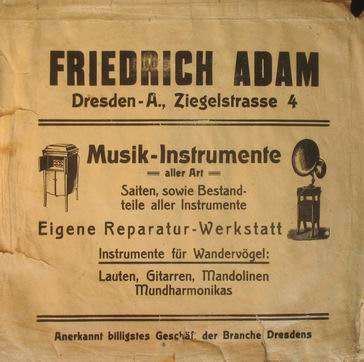 FRIEDRICH ADAM
Dresden-A., Ziegelstrasse 4
Musik-Instrumente
aller Art
Saiten, sowie Bestand-
teile aller Instrumente
Eigene Reparatur-Werkstatt
Instrumente für Wandervögel:
Lauten, Gitarren, Mandolinen
Mundharmonikas
Anerkannt billigstes Geschäft der Branche Dresdens